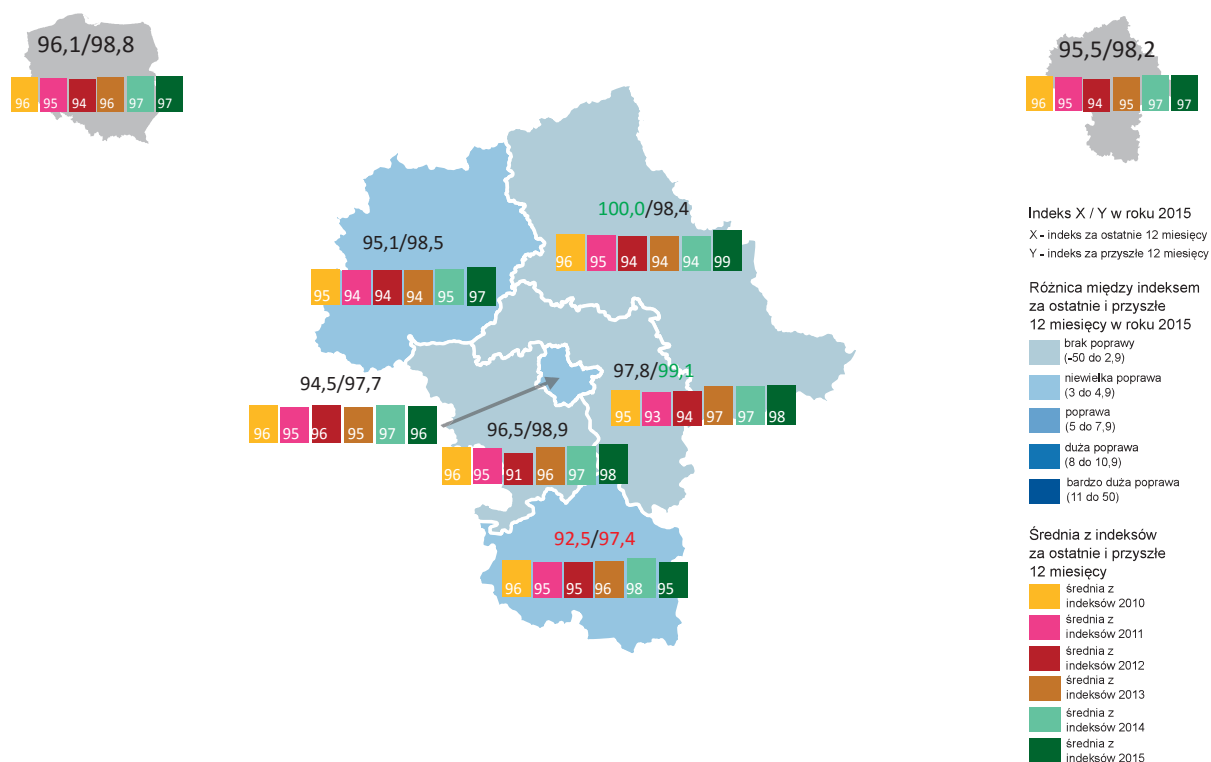 96,1/98,8
96 95 94 96 97 97
95,5/98,2
96 95 94 95 97 97
100,0/98,4
96 95 94 94 94 99
95,1/98,5
95 94 94 94 95 97
94,5/97,7
96 95 96 95 97 96
97,8/99,1
95 93 94 97 97 98
96,5/98,9
96 95 91 96 97 98
92,5/97,4
96 95 95 96 98 95
Indeks X / Y w roku 2015
X - indeks za ostatnie 12 miesięcy
Y - indeks za przyszłe 12 miesięcy
Różnica między indeksem
za ostatnie i przyszłe
12 miesięcy w roku 2015
brak poprawy
(-50 do 2,9)
niewielka poprawa
(3 do 4,9)
poprawa
(5 do 7,9)
duża poprawa
(8 do 10,9)
bardzo duża poprawa
(11 do 50)
Średnia z indeksów
za ostatnie i przyszłe
12 miesięcy
średnia z
indeksów 2010
średnia z
indeksów 2011
średnia z
indeksów 2012
średnia z
indeksów 2013
średnia z
indeksów 2014
średnia z
indeksów 2015